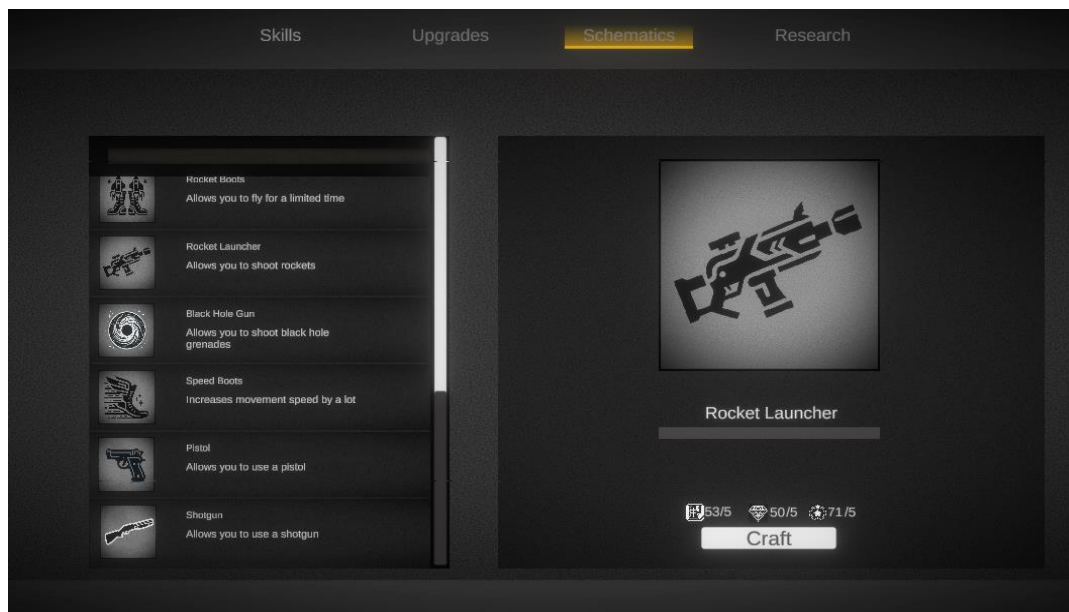 Skills Upgrades Schematics Research
Rocket Boots
Allows you to fly for a limited time
Rocket Launcher
Allows you to shoot rockets
Black Hole Gun
Allows you to shoot black hole
grenades
Speed Boots
Increases movement speed by a lot
Pistol
Allows you to use a pistol
Shotgun
Allows you to use a shotgun
Rocket Launcher
53/5 50/5 71/5
Craft